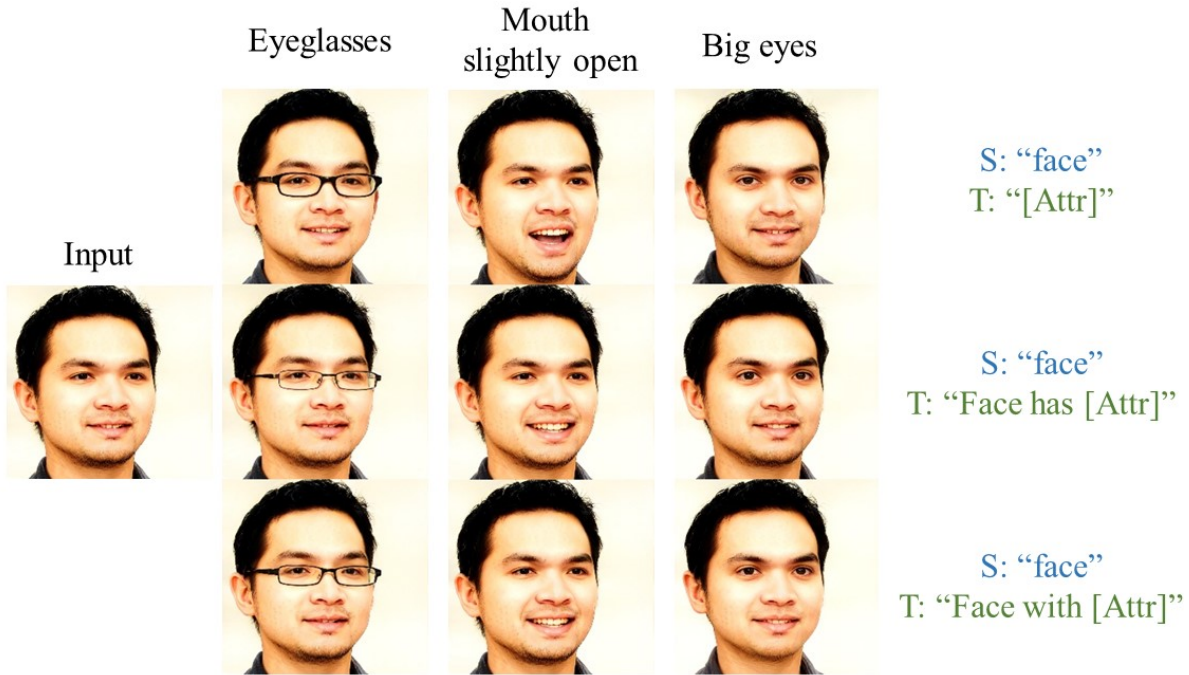 Eyeglasses
Mouth
slightly open
Big eyes
S: “face”
T: “[Attr]”
Input
S: “face”
T: “Face has [Attr]”
S: “face”
T: “Face with [Attr]”